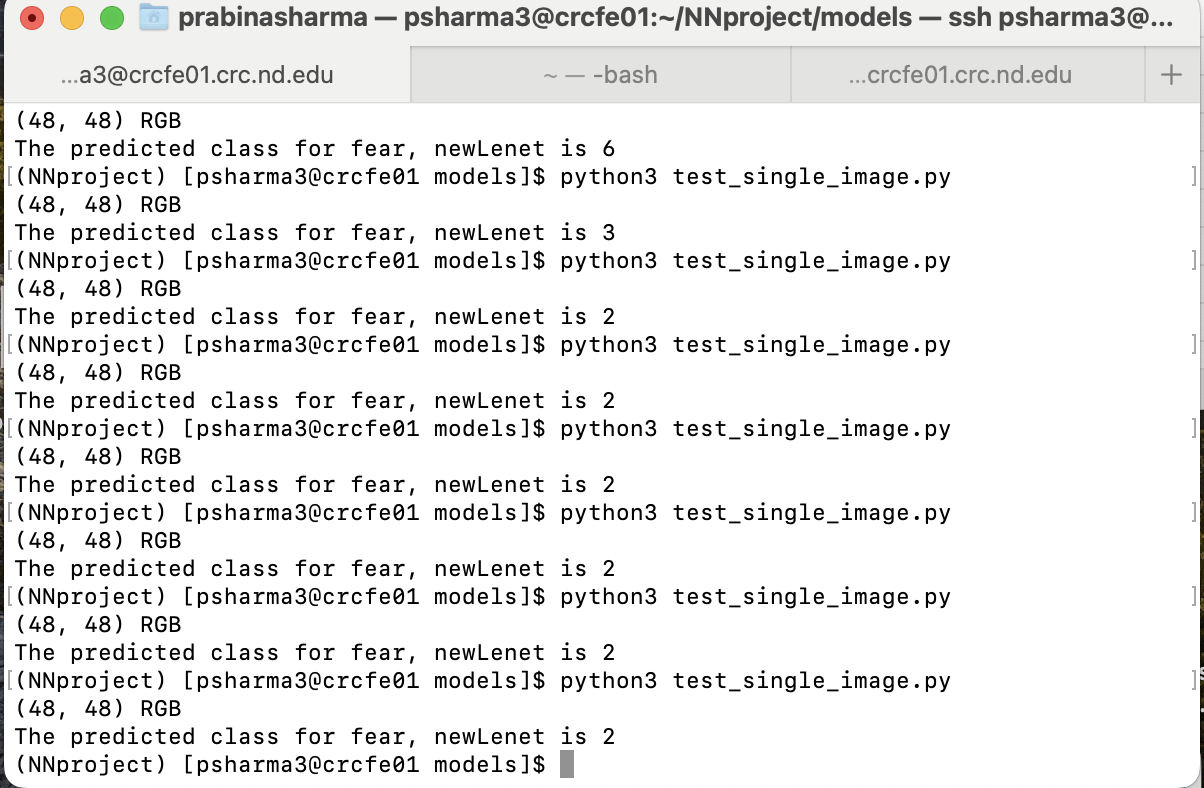 prabinasharma — psharma3@crcfe01:~/NNproject/models — ssh psharma3@...
...a3@crcfe01.crc.nd.edu
~ — -bash
...crcfe01.crc.nd.edu
+
(48, 48) RGB
The predicted class for fear, newLenet is 6
[(NNproject) [psharma3@crcfe01 models]$ python3 test_single_image.py ]
(48, 48) RGB
The predicted class for fear, newLenet is 3
[(NNproject) [psharma3@crcfe01 models]$ python3 test_single_image.py ]
(48, 48) RGB
The predicted class for fear, newLenet is 2
[(NNproject) [psharma3@crcfe01 models]$ python3 test_single_image.py ]
(48, 48) RGB
The predicted class for fear, newLenet is 2
[(NNproject) [psharma3@crcfe01 models]$ python3 test_single_image.py ]
(48, 48) RGB
The predicted class for fear, newLenet is 2
[(NNproject) [psharma3@crcfe01 models]$ python3 test_single_image.py ]
(48, 48) RGB
The predicted class for fear, newLenet is 2
[(NNproject) [psharma3@crcfe01 models]$ python3 test_single_image.py ]
(48, 48) RGB
The predicted class for fear, newLenet is 2
[(NNproject) [psharma3@crcfe01 models]$ python3 test_single_image.py ]
(48, 48) RGB
The predicted class for fear, newLenet is 2
(NNproject) [psharma3@crcfe01 models]$